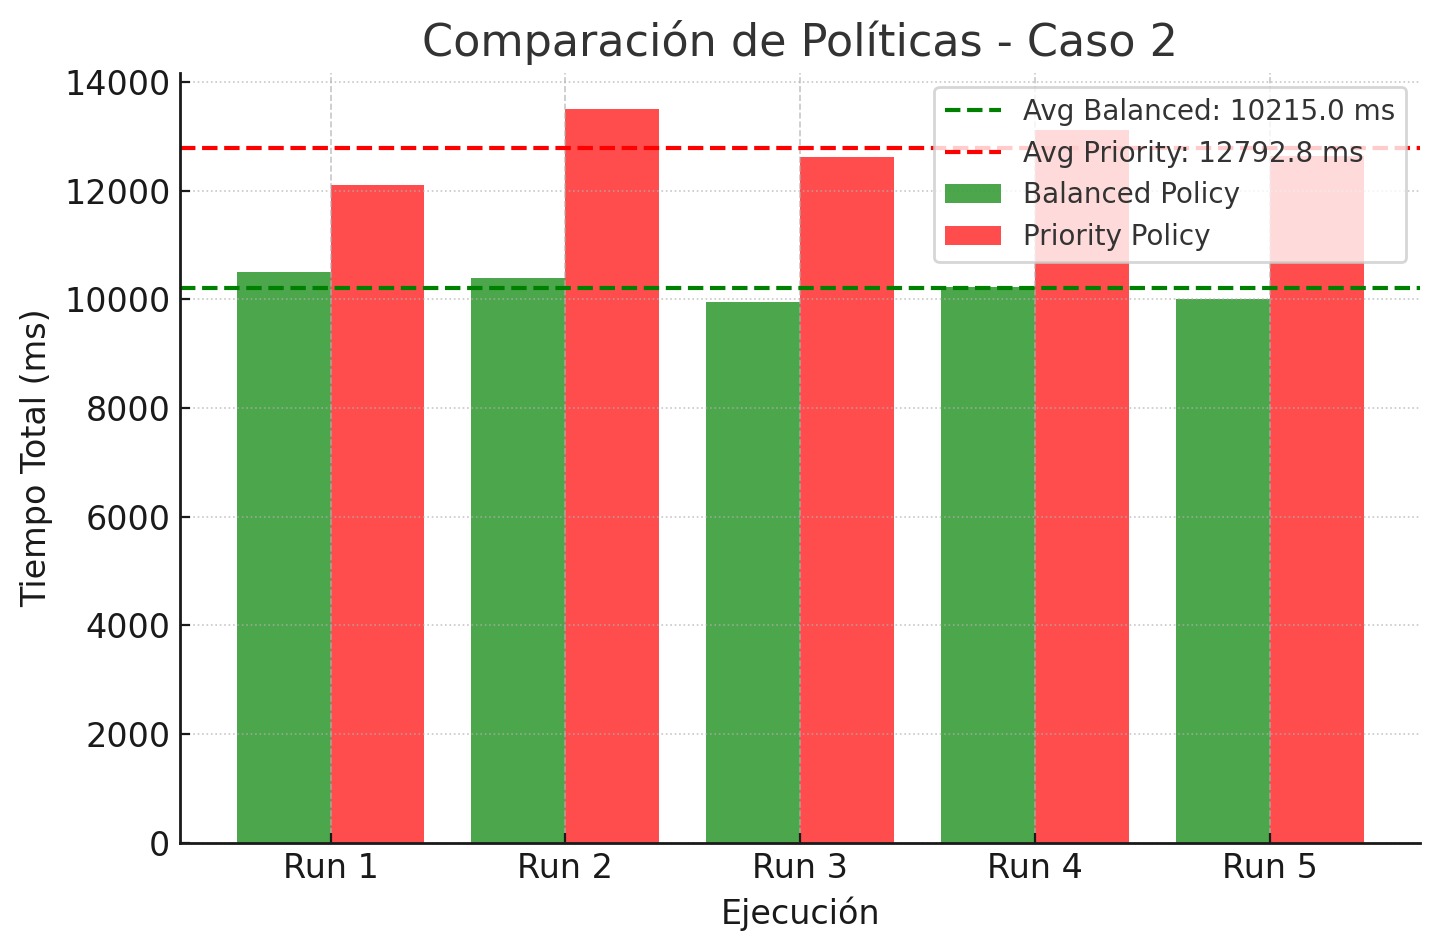 Comparación de Políticas - Caso 2
14000
12000
10000
8000
6000
4000
2000
0
Tiempo Total (ms)
Avg Balanced: 10215.0 ms
Avg Priority: 12792.8 ms
Balanced Policy
Priority Policy
Run 1
Run 2
Run 3
Run 4
Run 5
Ejecución